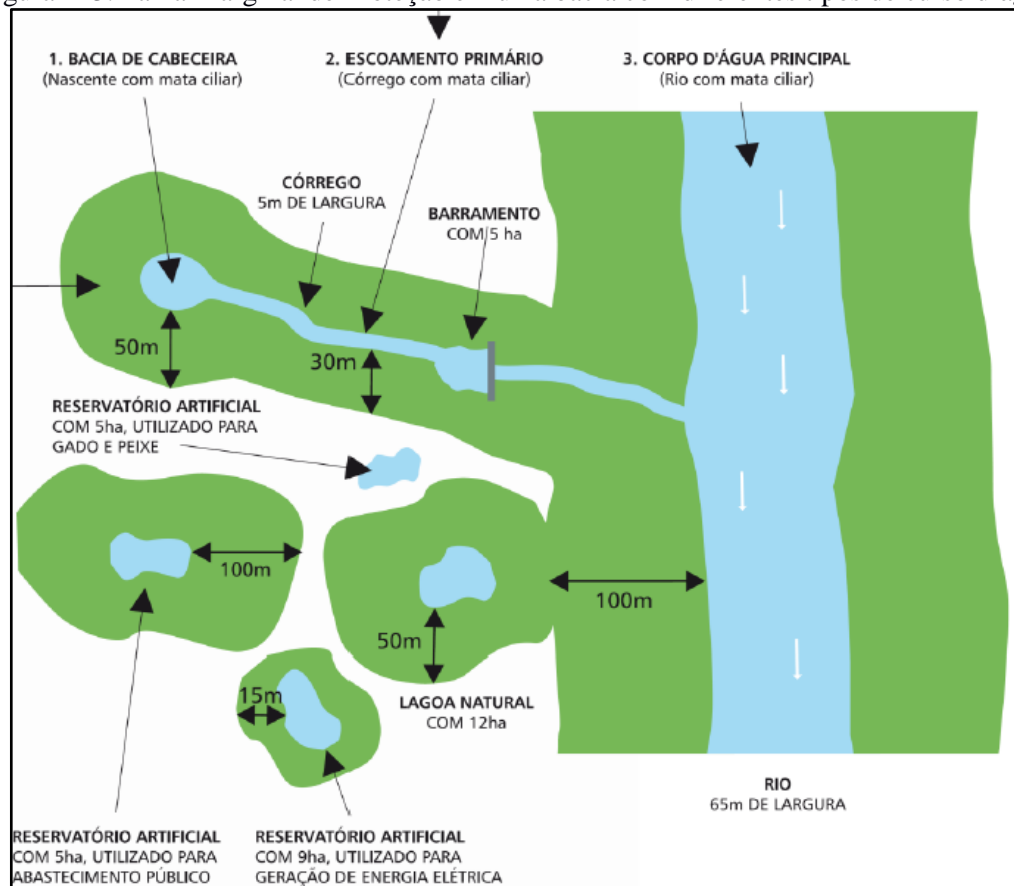 1. BACIA DE CABECEIRA
(Nascente com mata ciliar)
2. ESCOAMENTO PRIMÁRIO
(Córrego com mata ciliar)
3. CORPO D'ÁGUA PRINCIPAL
(Rio com mata ciliar)
CÓRREGO
5m DE LARGURA
BARRAMENTO
COM 5 ha
50m
30m
RESERVATÓRIO ARTIFICIAL
COM 5ha, UTILIZADO PARA
GADO E PEIXE
100m
100m
50m
15m
LAGOA NATURAL
COM 12ha
RIO
65m DE LARGURA
RESERVATÓRIO ARTIFICIAL
COM 5ha, UTILIZADO PARA
ABASTECIMENTO PÚBLICO
RESERVATÓRIO ARTIFICIAL
COM 9ha, UTILIZADO PARA
GERAÇÃO DE ENERGIA ELÉTRICA